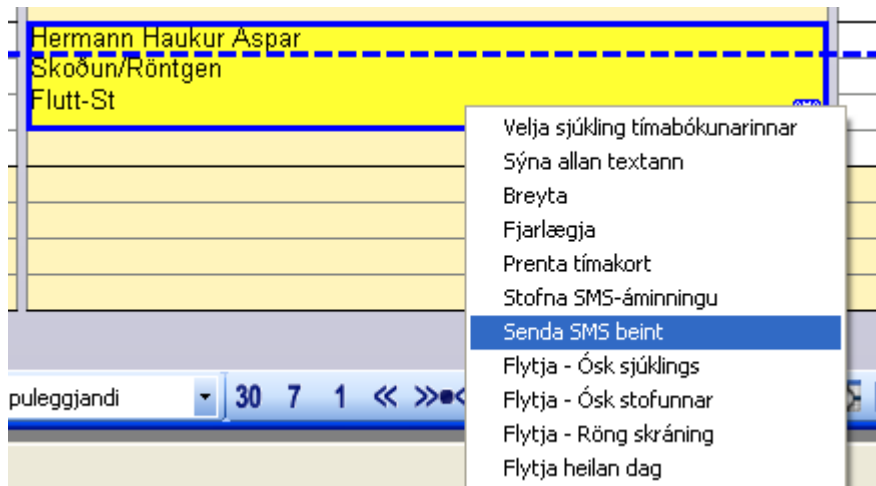 Hermann Haukur Aspar
Skoðun/Röntgen
Flutt-St
Velja sjúkling tímabókunarinnar
Sýna allan textann
Breyta
Fjarlægja
Prenta tímakort
Stofna SMS-áminningu
Senda SMS beint
Flytja - Ósk sjúklings
Flytja - Ósk stofunnar
Flytja - Röng skráning
Flytja heilan dag
puleggjandi 30 7 1 << >>